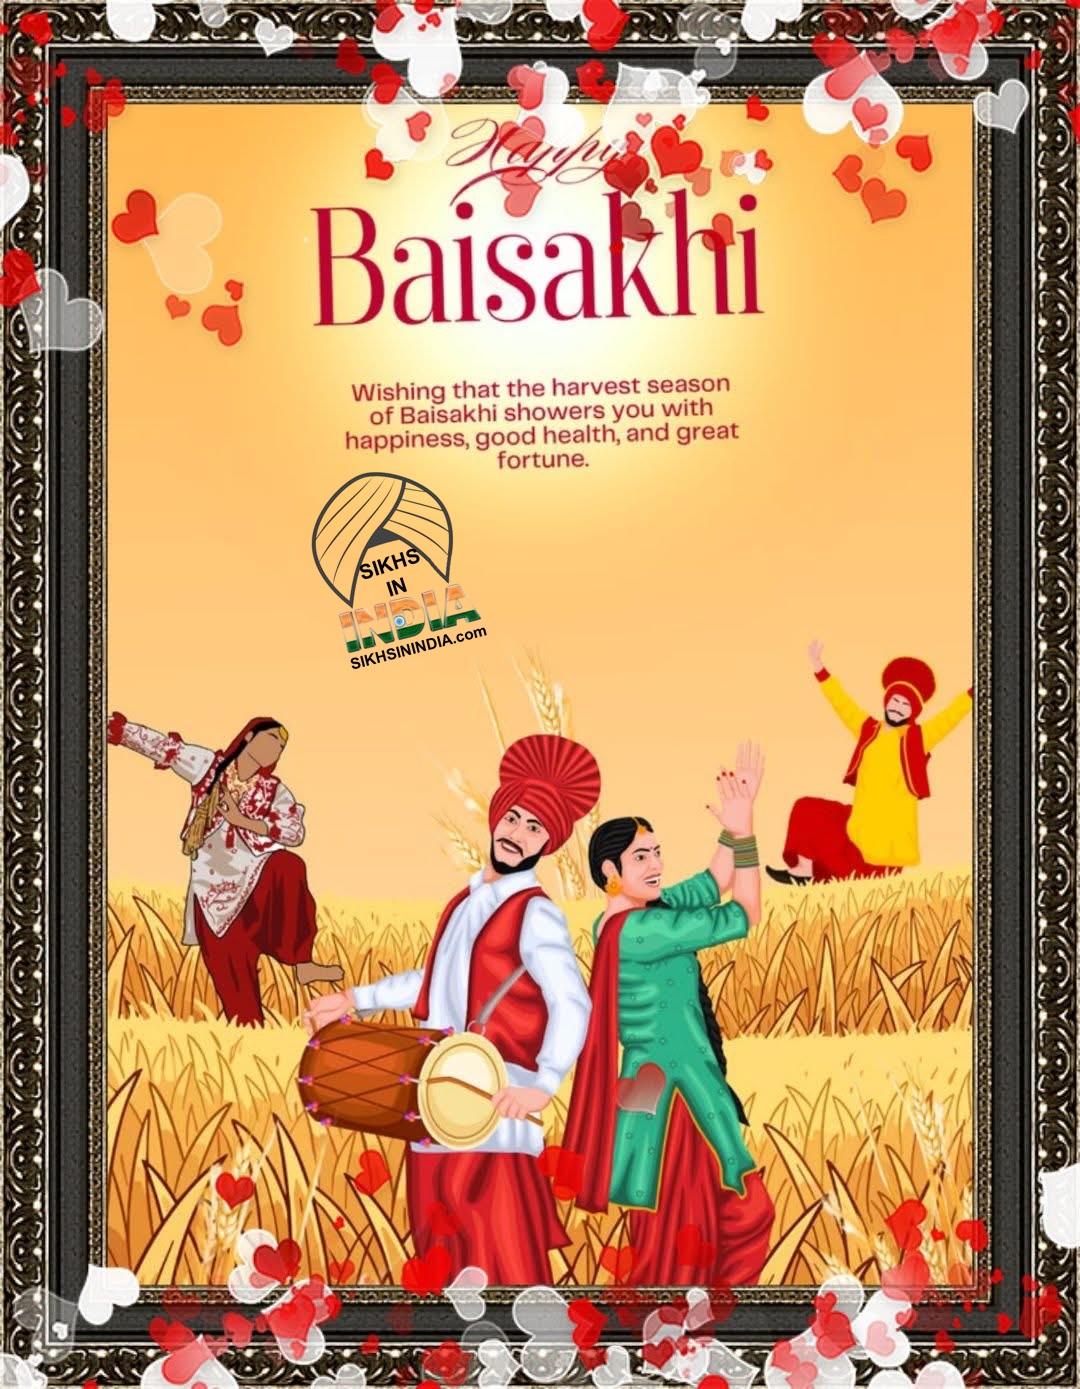 Happy
Baisakhi
Wishing that the harvest season
of Baisakhi showers you with
happiness, good health, and great
fortune.
SIKHS
IN
INDIA
SIKHSININDIA.com